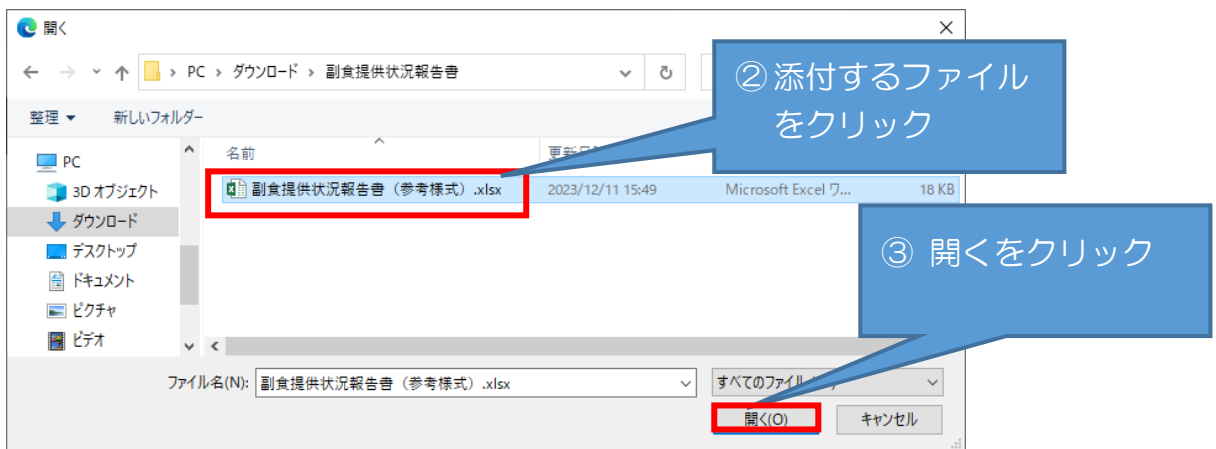 開く
PC > ダウンロード > 副食提供状況報告書
② 添付するファイル
をクリック
整理 ▼ 新しいフォルダー
名前
PC
副食提供状況報告書（参考様式）.xlsx 2023/12/11 15:49 Microsoft Excel ワ... 18 KB
3D オブジェクト
ダウンロード
デスクトップ
③ 開くをクリック
ドキュメント
ピクチャ
ビデオ
ファイル名(N): 副食提供状況報告書（参考様式）.xlsx すべてのファイル
開く(O) キャンセル